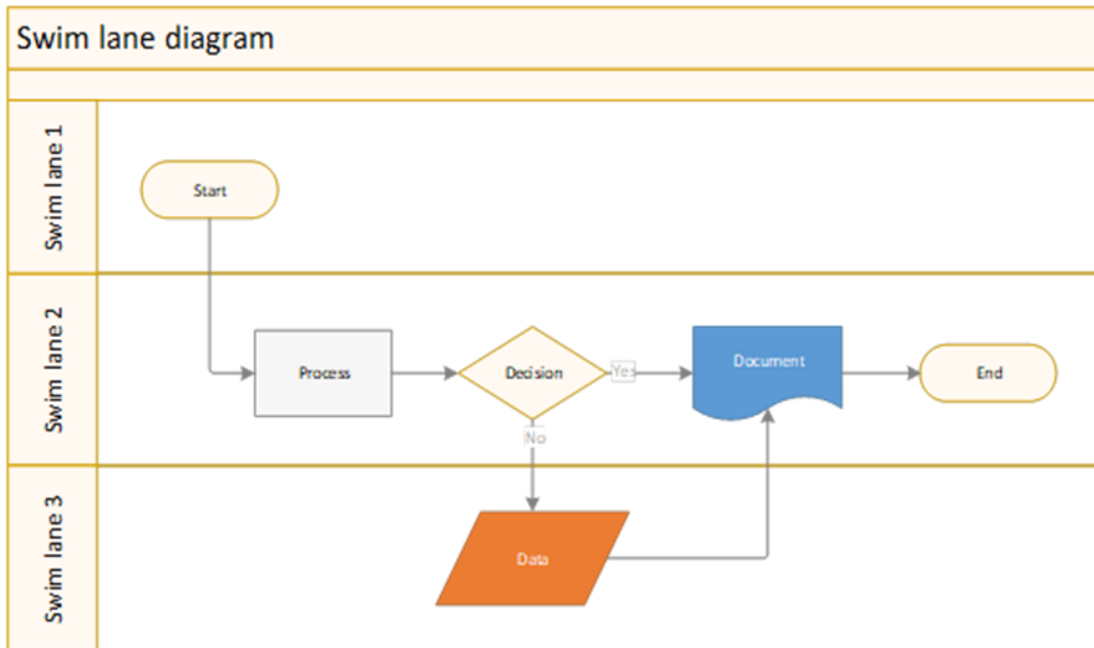 Swim lane diagram
Swim lane 1
Start
Swim lane 2
Process
Decision
Yes
Document
End
No
Swim lane 3
Data